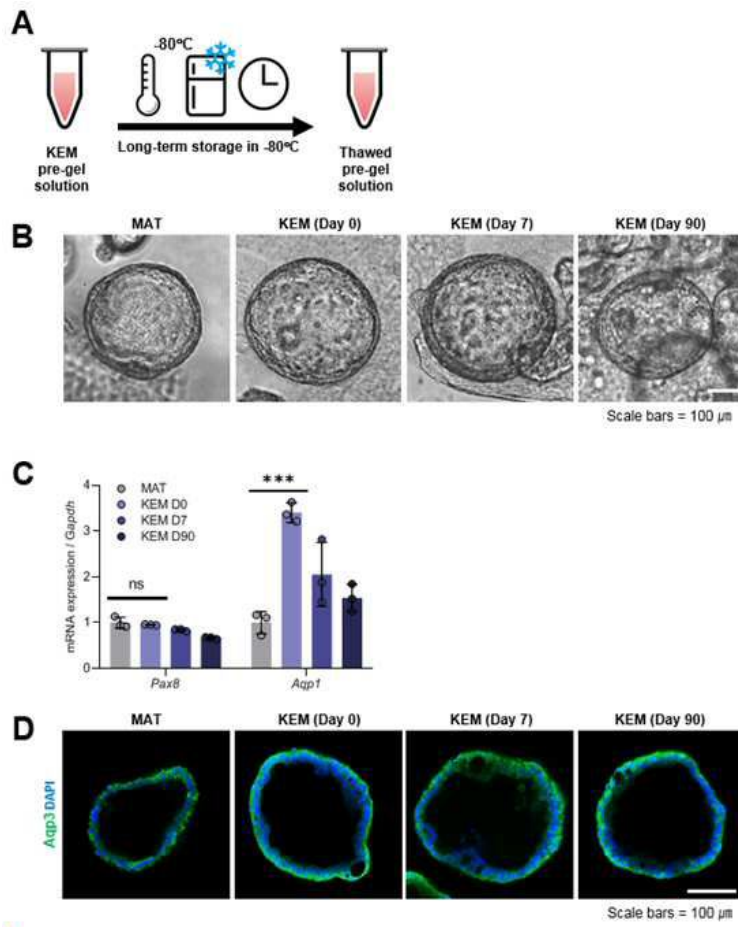 A
-80°C
KEM
pre-gel
solution
Long-term storage in -80°C
Thawed
pre-gel
solution
B
MAT
KEM (Day 0)
KEM (Day 7)
KEM (Day 90)
Scale bars = 100 ㎛
C
mRNA expression / Gapdh
4
3
2
1
0
MAT
KEM D0
KEM D7
KEM D90
ns
***
Pax8
Aqp1
D
MAT
KEM (Day 0)
KEM (Day 7)
KEM (Day 90)
Aqp3 DAPI
Scale bars = 100 ㎛